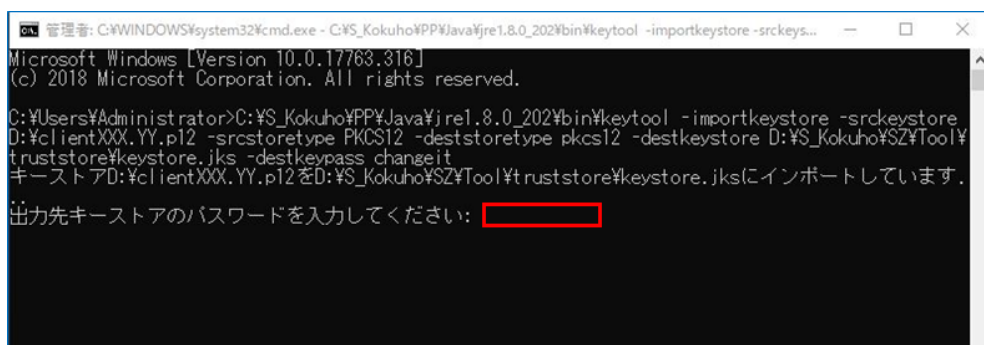 管理者: C:¥WINDOWS¥system32¥cmd.exe - C:¥S_Kokuho¥PP¥Java¥jre1.8.0_202¥bin¥keytool -importkeystore -srckeys...
Microsoft Windows [Version 10.0.17763.316]
(c) 2018 Microsoft Corporation. All rights reserved.
C:¥Users¥Administrator>C:¥S_Kokuho¥PP¥Java¥jre1.8.0_202¥bin¥keytool -importkeystore -srckeystore
D:¥clientXXX.YY.p12 -srcstoretype PKCS12 -deststoretype pkcs12 -destkeystore D:¥S_Kokuho¥SZ¥Tool¥
truststore¥keystore.jks -destkeypass changeit
キーストアD:¥clientXXX.YY.p12をD:¥S_Kokuho¥SZ¥Tool¥truststore¥keystore.jksにインポートしています.
..
出力先キーストアのパスワードを入力してください: